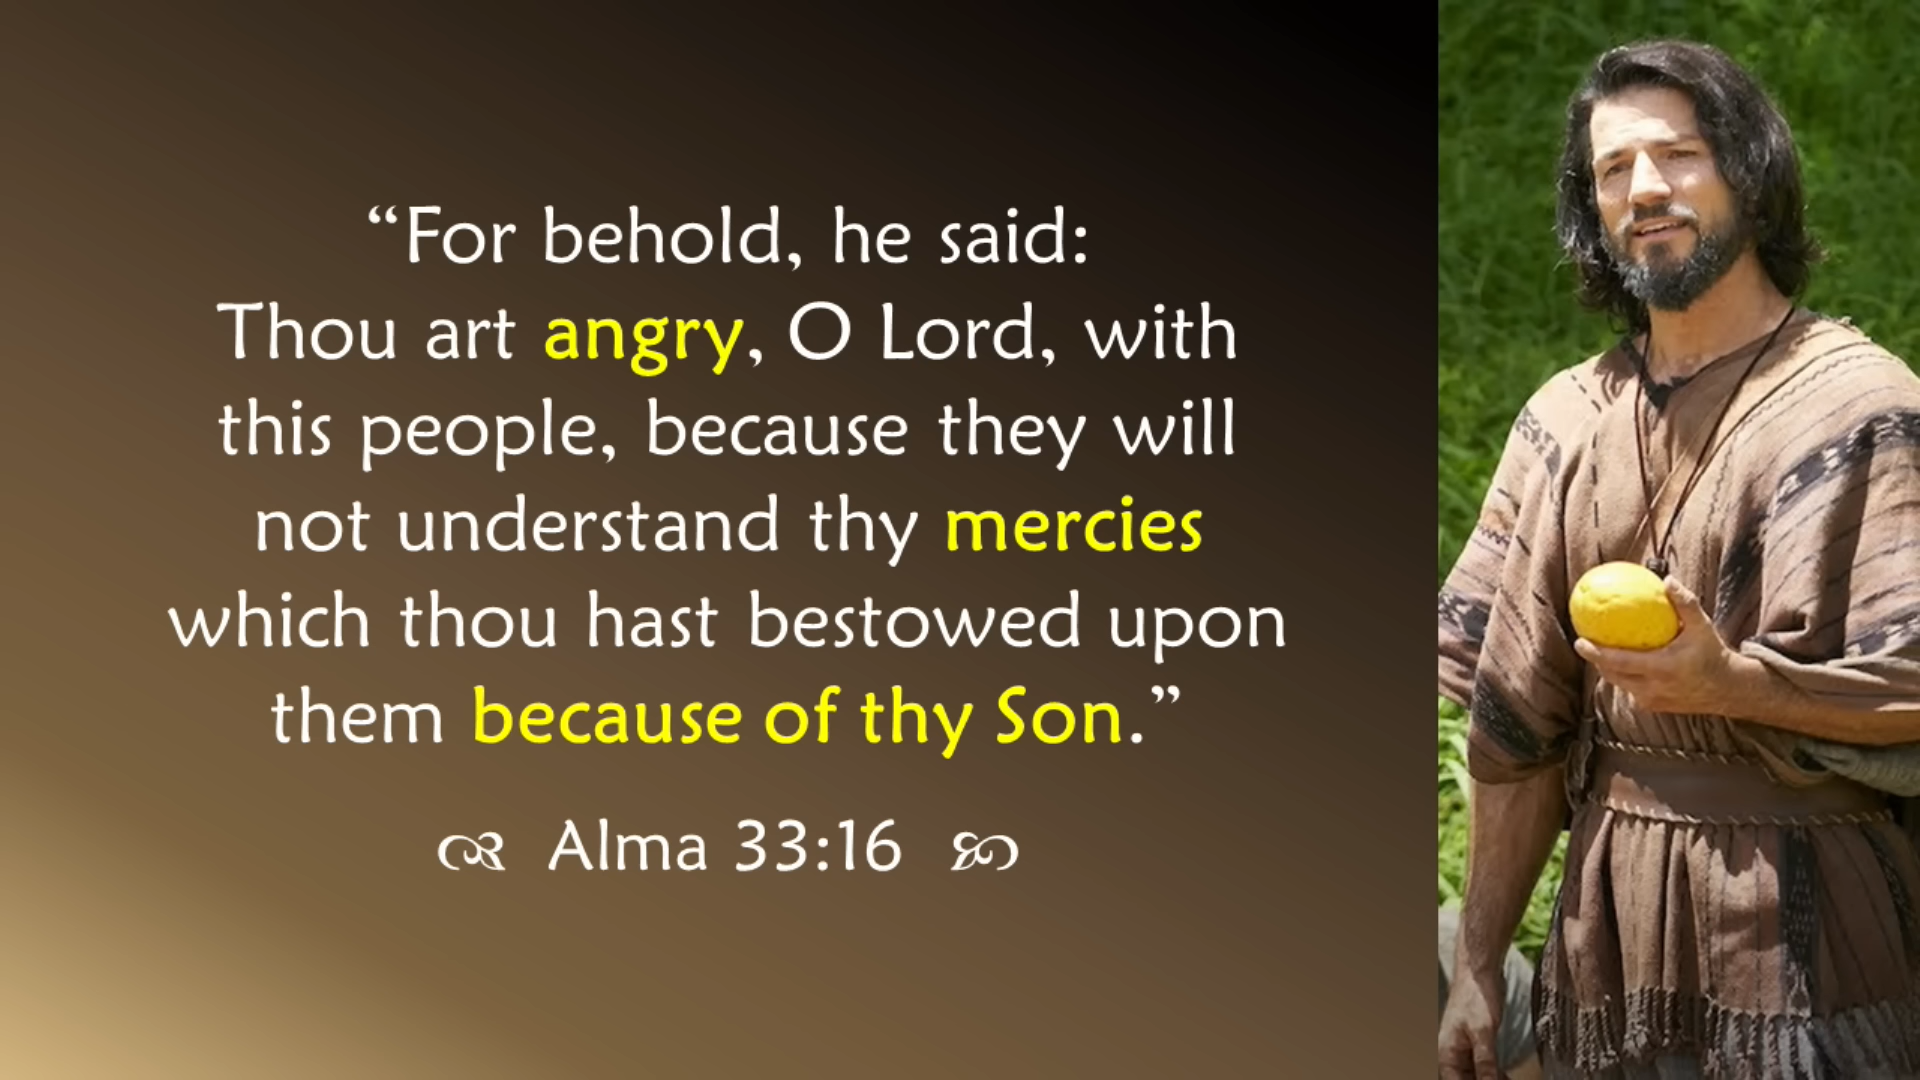 “For behold, he said:
Thou art angry, O Lord, with
this people, because they will
not understand thy mercies
which thou hast bestowed upon
them because of thy Son.”
Alma 33:16